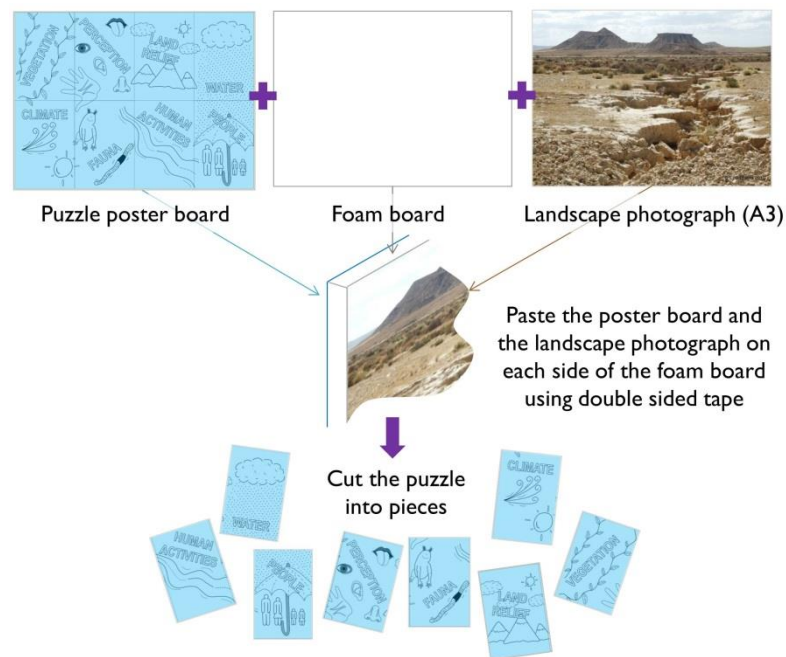 VEGETATION
PERCEPTION
LAND
RELIEF
WATER
CLIMATE
FAUNA
HUMAN
ACTIVITIES
PEOPLE
Puzzle poster board
Foam board
Landscape photograph (A3)
Paste the poster board and
the landscape photograph on
each side of the foam board
using double sided tape
Cut the puzzle
into pieces
WATER
CLIMATE
HUMAN
ACTIVITIES
PEOPLE
PERCEPTION
FAUNA
LAND
RELIEF
VEGETATION